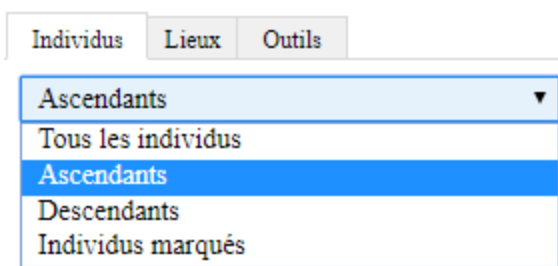 Individus Lieux Outils
Ascendants
Tous les individus
Ascendants
Descendants
Individus marqués